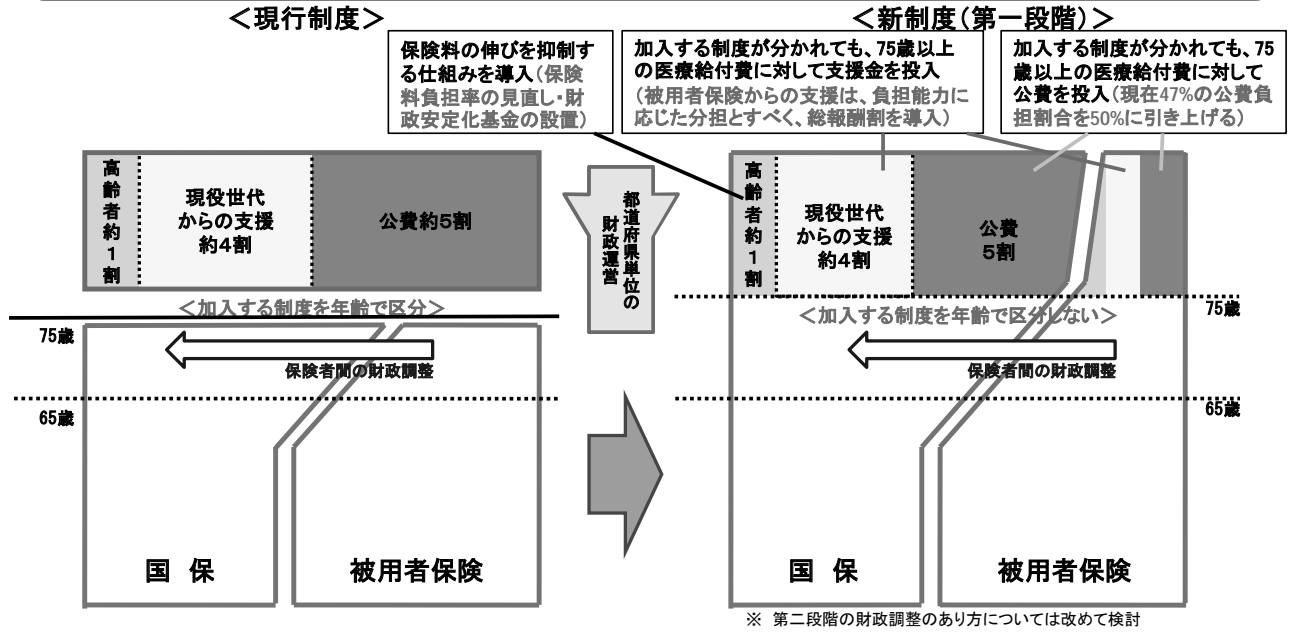 <現行制度>
<新制度(第一段階)>
保険料の伸びを抑制す
る仕組みを導入(保険
料負担率の見直し・財
政安定化基金の設置)
加入する制度が分かれても、75歳以上
の医療給付費に対して支援金を投入
(被用者保険からの支援は、負担能力に
応じた分担とすべく、総報酬割を導入)
加入する制度が分かれても、75
歳以上の医療給付費に対して
公費を投入(現在47%の公費負
担割合を50%に引き上げる)
高齢者約1割
現役世代
からの支援
約4割
公費約5割
<加入する制度を年齢で区分>
75歳
保険者間の財政調整
65歳
国 保
被用者保険
都道府県単位の
財政運営
高齢者約1割
現役世代
からの支援
約4割
公費
5割
<加入する制度を年齢で区分しない>
75歳
保険者間の財政調整
65歳
国 保
被用者保険
※ 第二段階の財政調整のあり方については改めて検討